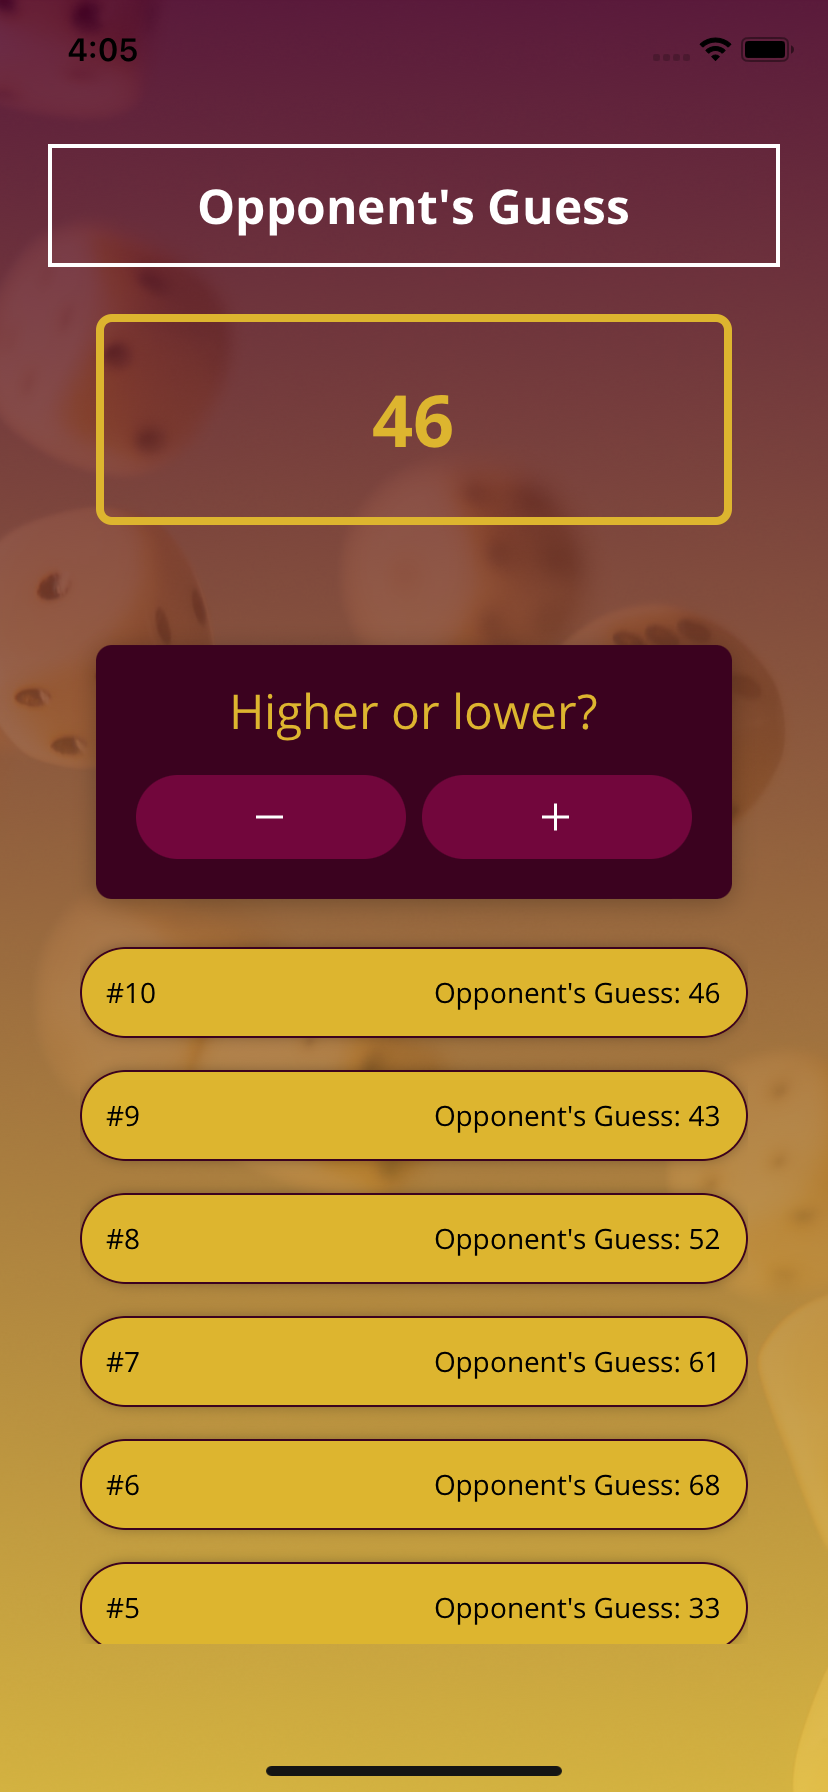 4:05
Opponent's Guess
46
Higher or lower?
#10 Opponent's Guess: 46
#9 Opponent's Guess: 43
#8 Opponent's Guess: 52
#7 Opponent's Guess: 61
#6 Opponent's Guess: 68
#5 Opponent's Guess: 33